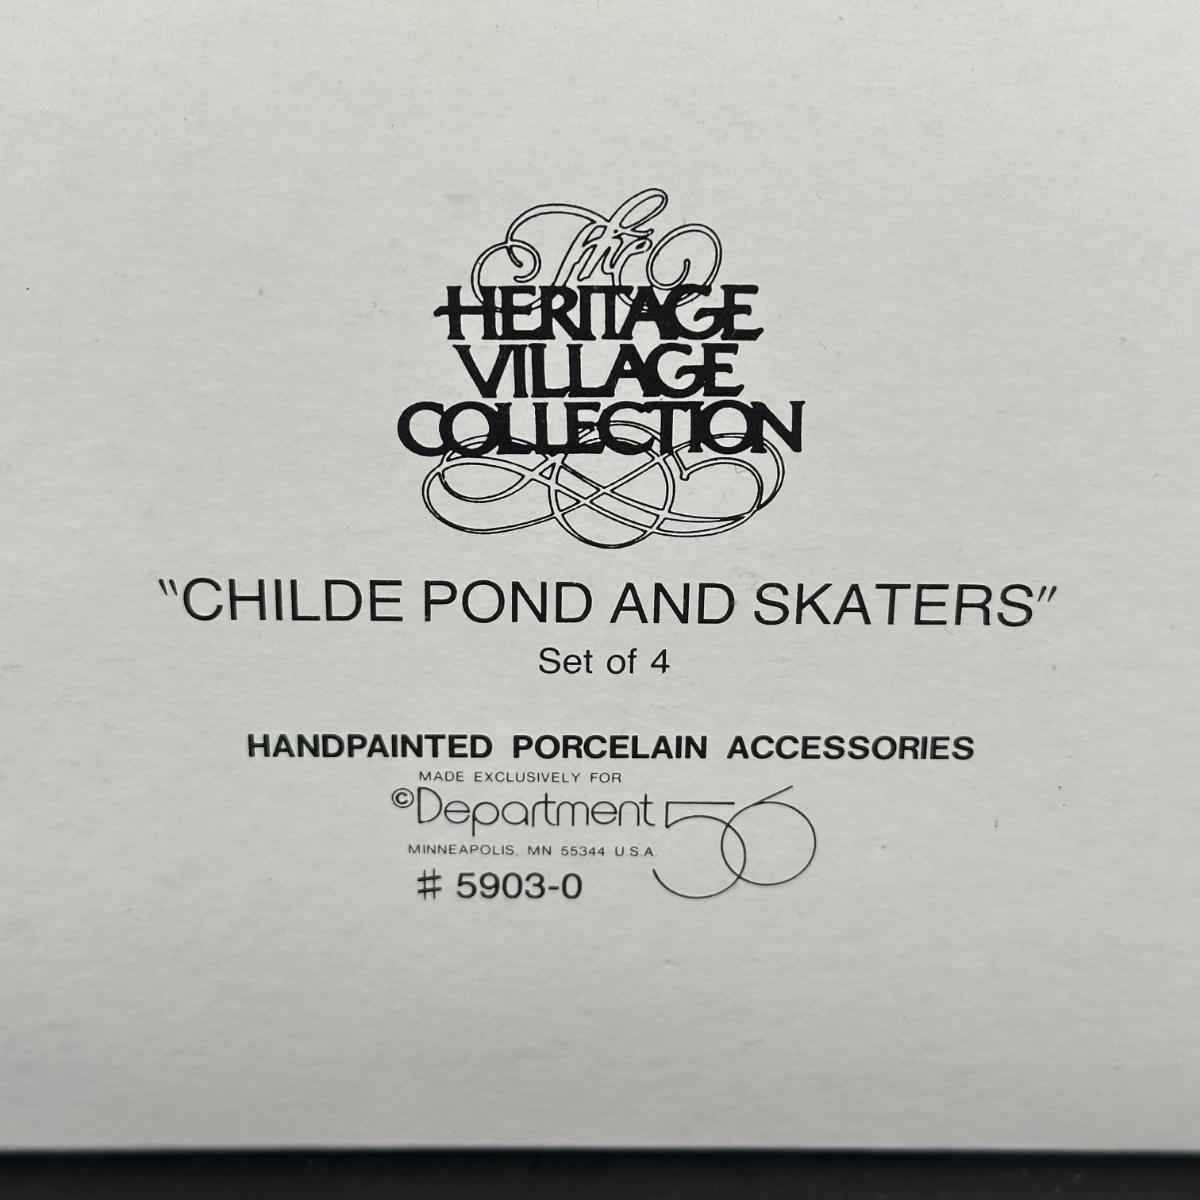 The
HERITAGE
VILLAGE
COLLECTION
"CHILDE POND AND SKATERS"
Set of 4
HANDPAINTED PORCELAIN ACCESSORIES
MADE EXCLUSIVELY FOR
©Department 56
MINNEAPOLIS, MN 55344 U.S.A.
# 5903-0